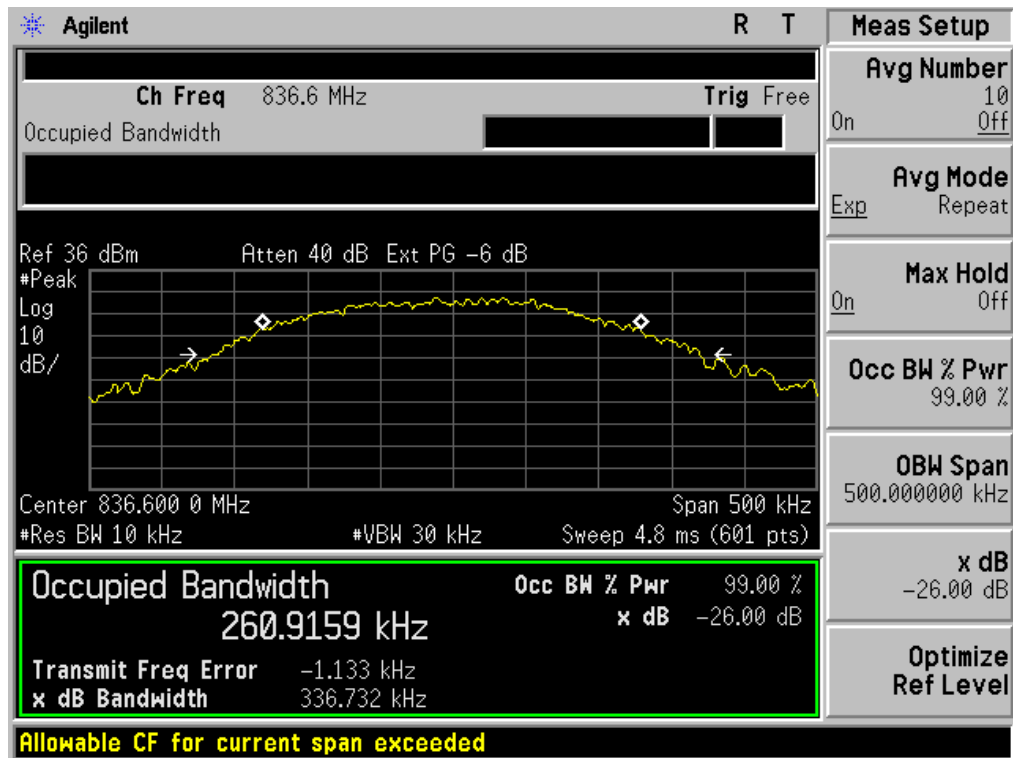 Agilent R T
Ch Freq 836.6 MHz Trig Free
Occupied Bandwidth
Ref 36 dBm Atten 40 dB Ext PG -6 dB
#Peak
Log
10
dB/
Center 836.600 0 MHz Span 500 kHz
#Res BW 10 kHz #VBW 30 kHz Sweep 4.8 ms (601 pts)
Occupied Bandwidth Occ BW % Pwr 99.00 %
260.9159 kHz x dB -26.00 dB
Transmit Freq Error -1.133 kHz
x dB Bandwidth 336.732 kHz
Allowable CF for current span exceeded
Meas Setup
Avg Number
10
On Off
Avg Mode
Exp Repeat
Max Hold
On Off
Occ BW % Pwr
99.00 %
OBW Span
500.000000 kHz
x dB
-26.00 dB
Optimize
Ref Level